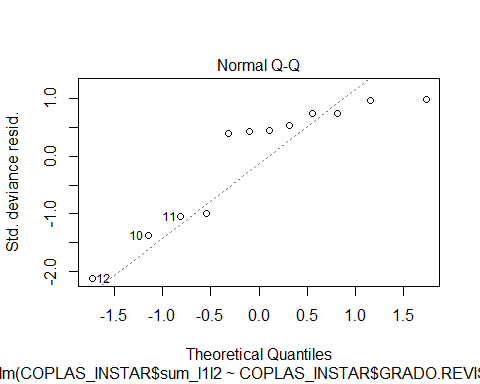 Normal Q-Q
Std. deviance resid.
1.0
0.0
-1.0
-2.0
11
10
12
-1.5 -1.0 -0.5 0.0 0.5 1.0 1.5
Theoretical Quantiles
lm(COPLAS_INSTAR$sum_I1I2 ~ COPLAS_INSTAR$GRADO.REVIS